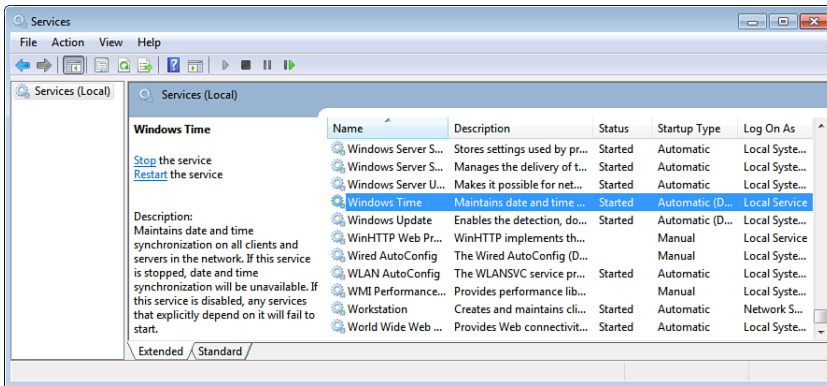 Services
File Action View Help
Services (Local)
Services (Local)
Windows Time
Stop the service
Restart the service
Description:
Maintains date and time
synchronization on all clients and
servers in the network. If this service
is stopped, date and time
synchronization will be unavailable. If
this service is disabled, any services
that explicitly depend on it will fail to
start.
Name Description Status Startup Type Log On As
Windows Server S... Stores settings used by pr... Started Automatic Local Syste...
Windows Server S... Manages the delivery of t... Started Automatic Local Syste...
Windows Server U... Makes it possible for net... Started Automatic Local Syste...
Windows Time Maintains date and time ... Started Automatic (D... Local Service
Windows Update Enables the detection, do... Started Automatic (D... Local Syste...
WinHTTP Web Pr... WinHTTP implements th... Manual Local Service
Wired AutoConfig The Wired AutoConfig (D... Manual Local Syste...
WLAN AutoConfig The WLANSVC service pr... Started Automatic Local Syste...
WMI Performance... Provides performance lib... Manual Local Syste...
Workstation Creates and maintains cli... Started Automatic Network S...
World Wide Web ... Provides Web connectivit... Started Automatic Local Syste...
Extended Standard